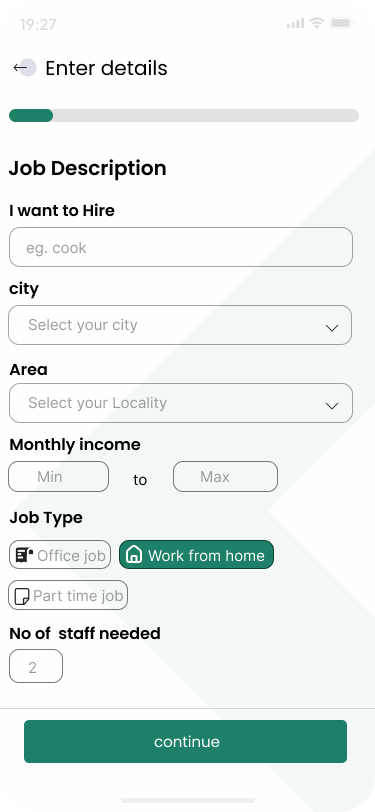 19:27
Enter details
Job Description
I want to Hire
eg. cook
city
Select your city
Area
Select your Locality
Monthly income
Min to Max
Job Type
Office job Work from home
Part time job
No of staff needed
2
continue